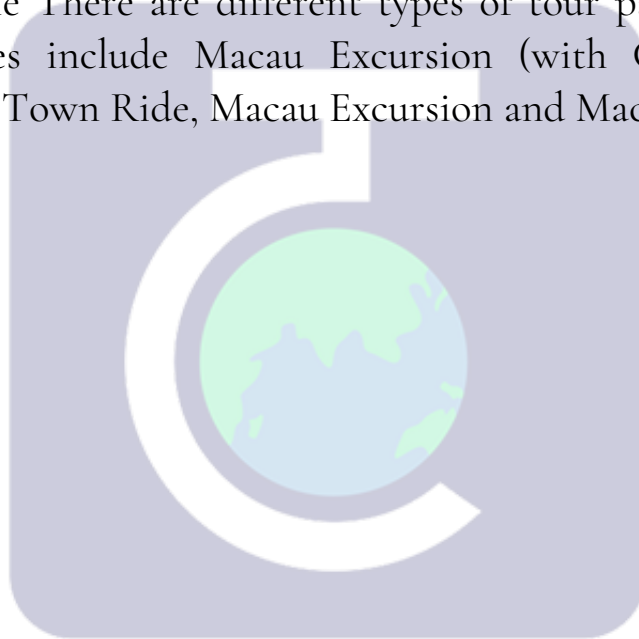 There are different types of tour
include Macau Excursion (with
Town Ride, Macau Excursion and